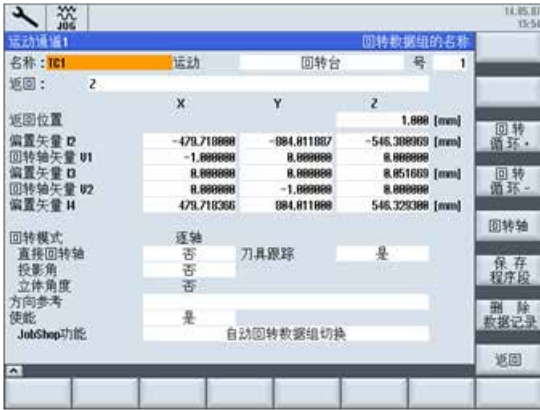 JOG
14.05.07
15:54
运动通道1 回转数据组的名称
名称：TC1 运动 回转台 号 1
返回： Z
X Y Z
返回位置 1.000 [mm]
偏置矢量 I2 -479.718000 -804.011887 -546.300969 [mm]
回转轴矢量 V1 -1.000000 0.000000 0.000000
偏置矢量 I3 0.000000 0.000000 0.051669 [mm]
回转轴矢量 V2 0.000000 -1.000000 0.000000
偏置矢量 I4 479.718366 804.011800 546.329300 [mm]
回转模式 逐轴
直接回转轴 否 刀具跟踪 是
投影角 否
立体角度 否
方向参考
使能 是
JobShop功能 自动回转数据组切换
回转循环+
回转循环-
回转轴
保存程序段
删除数据记录
返回